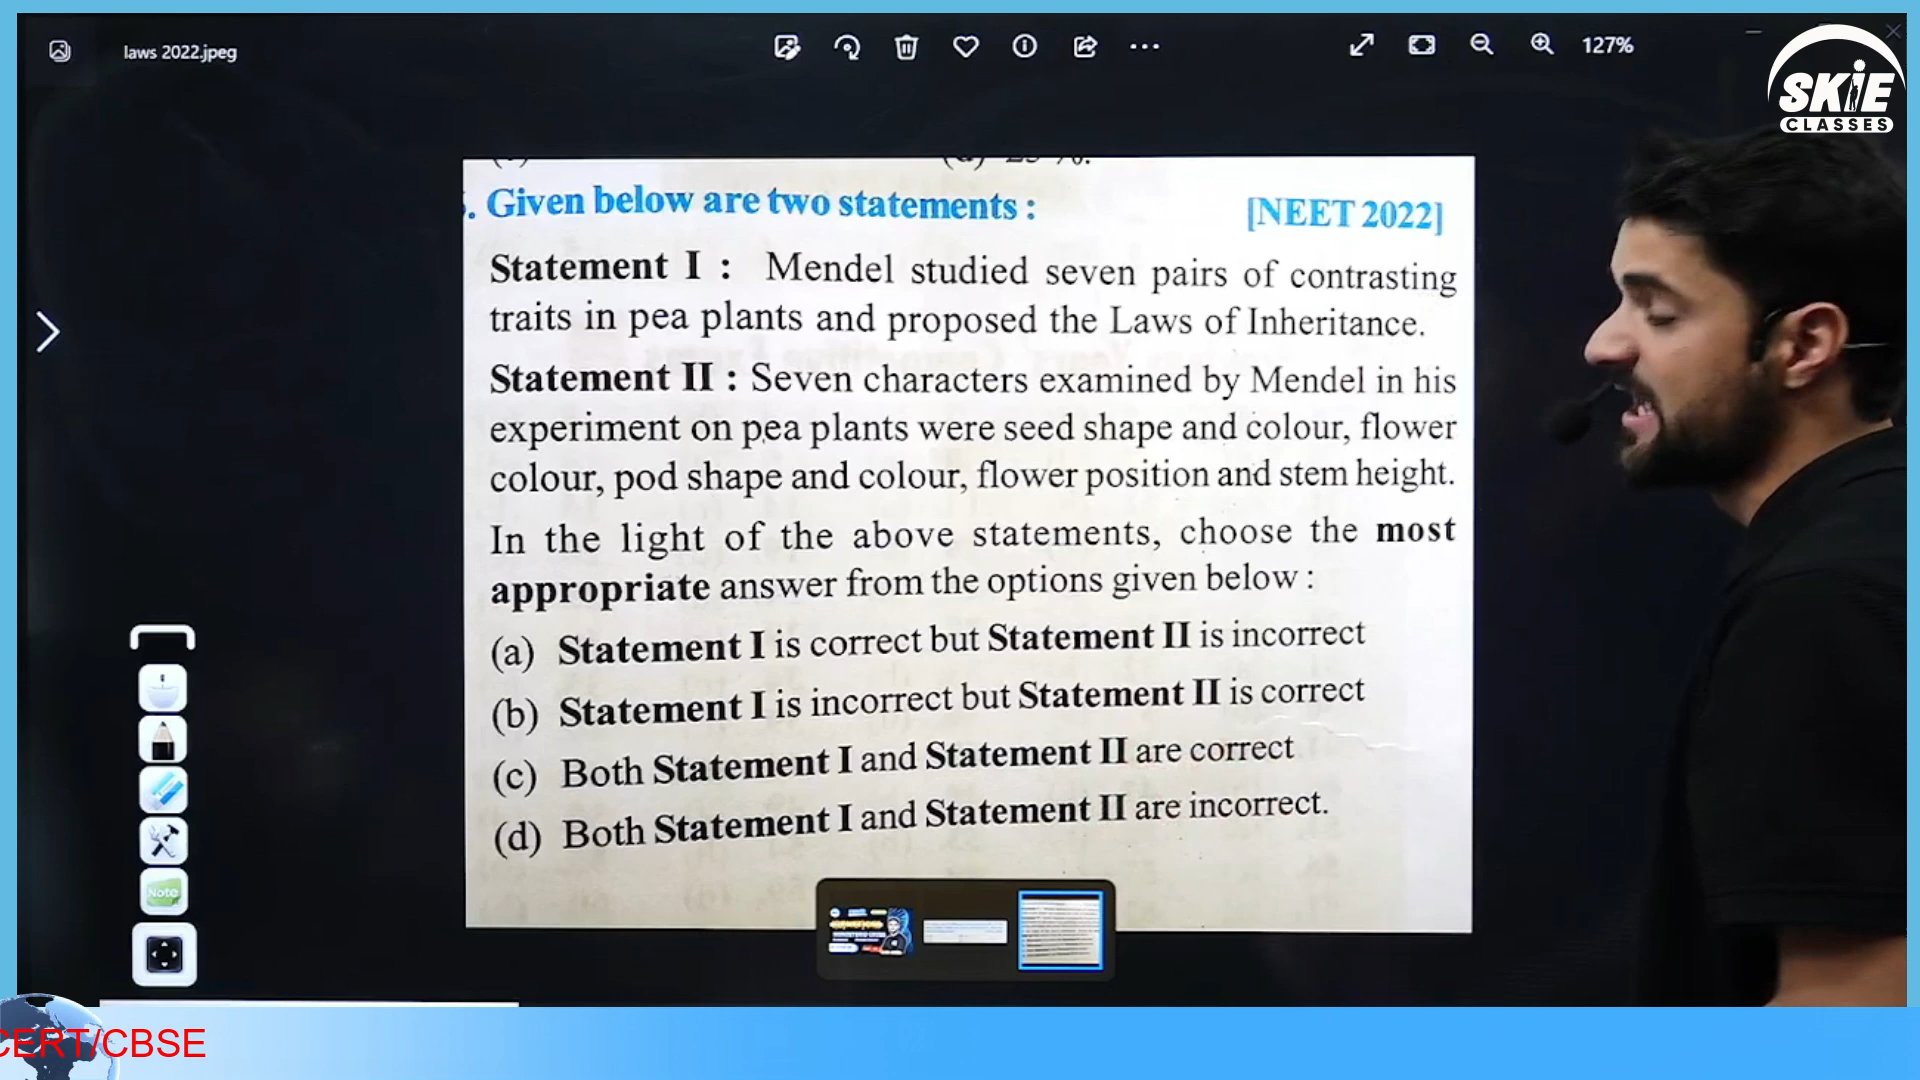 laws 2022.jpeg
127%
SKIE
CLASSES
. Given below are two statements :
[NEET 2022]
Statement I : Mendel studied seven pairs of contrasting
traits in pea plants and proposed the Laws of Inheritance.
Statement II : Seven characters examined by Mendel in his
experiment on pea plants were seed shape and colour, flower
colour, pod shape and colour, flower position and stem height.
In the light of the above statements, choose the most
appropriate answer from the options given below :
(a) Statement I is correct but Statement II is incorrect
(b) Statement I is incorrect but Statement II is correct
(c) Both Statement I and Statement II are correct
(d) Both Statement I and Statement II are incorrect.
Note
CERT/CBSE